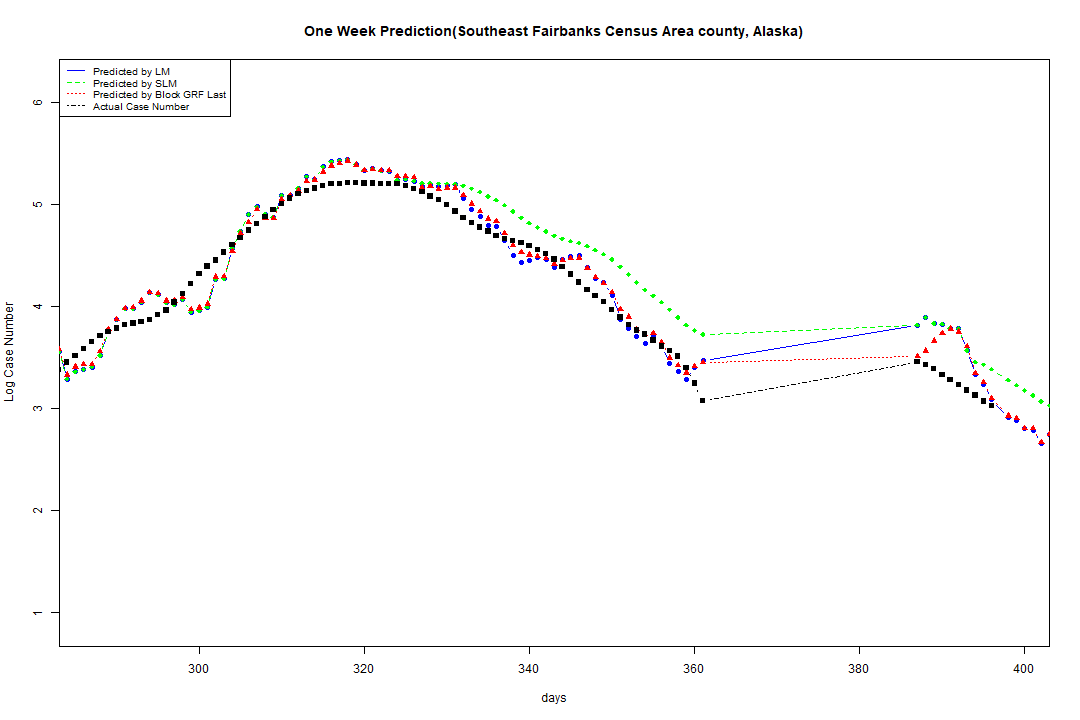 One Week Prediction(Southeast Fairbanks Census Area county, Alaska)
Predicted by LM
Predicted by SLM
Predicted by Block GRF Last
Actual Case Number
6
5
4
3
2
1
Log Case Number
300 320 340 360 380 400
days